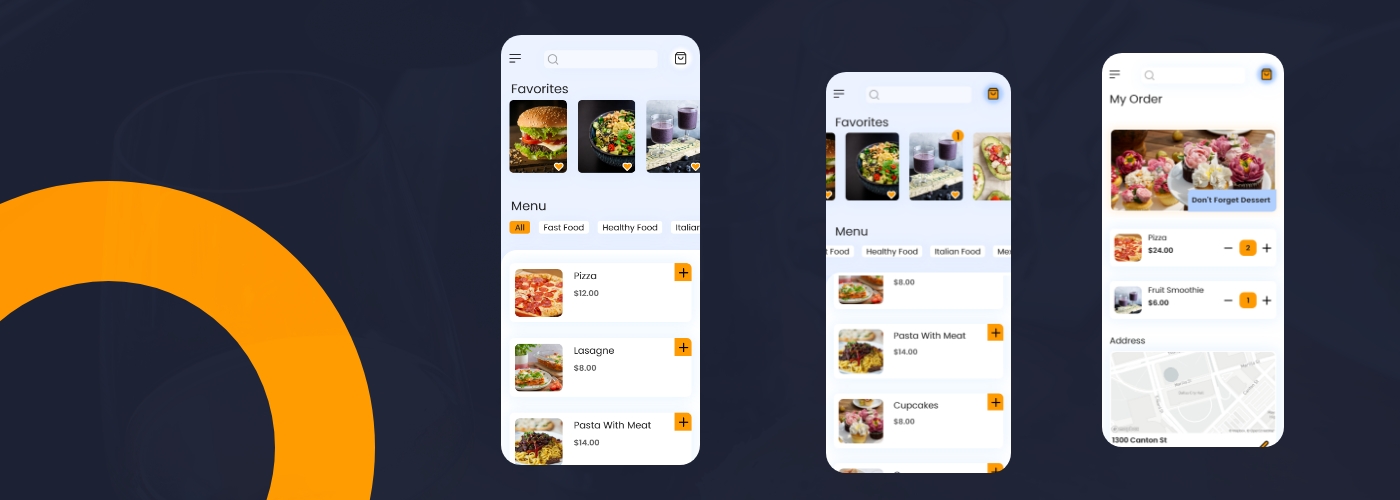 Favorites
Menu
All
Fast Food
Healthy Food
Italian
Pizza
$12.00
Lasagne
$8.00
Pasta With Meat
$14.00
Favorites
1
Menu
t Food
Healthy Food
Italian Food
Me
$8.00
Pasta With Meat
$14.00
Cupcakes
$8.00
My Order
Don't Forget Dessert
Pizza
$24.00
2
Fruit Smoothie
$6.00
1
Address
1300 Canton St